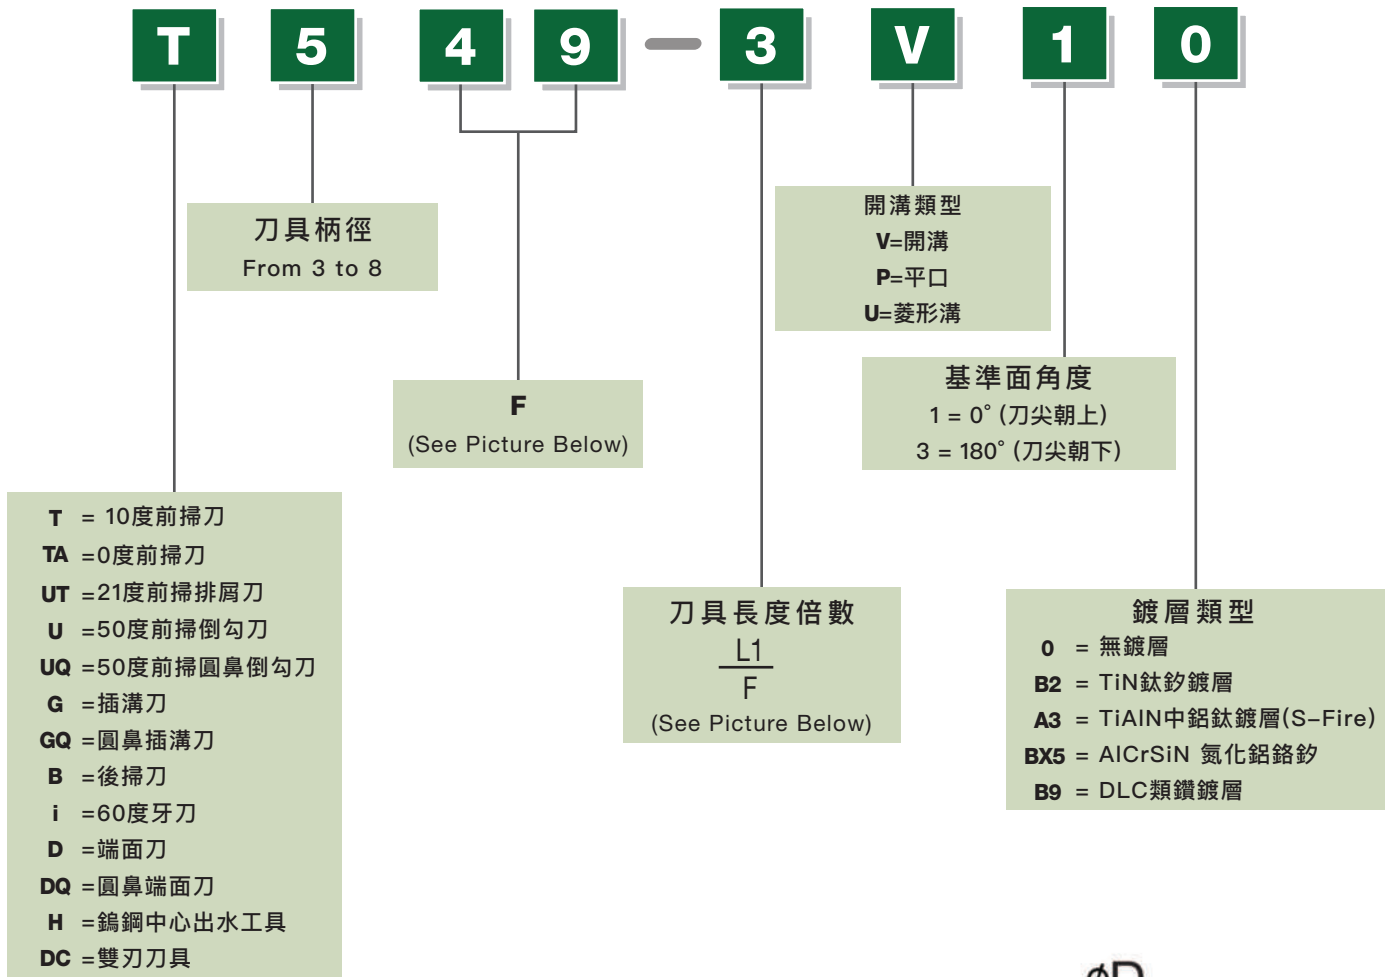 T 5 4 9 - 3 V 1 0
刀具柄徑
From 3 to 8
開溝類型
V=開溝
P=平口
U=菱形溝
F
(See Picture Below)
基準面角度
1 = 0° (刀尖朝上)
3 = 180° (刀尖朝下)
T = 10度前掃刀
TA =0度前掃刀
UT =21度前掃排屑刀
U =50度前掃倒勾刀
UQ =50度前掃圓鼻倒勾刀
G =插溝刀
GQ =圓鼻插溝刀
B =後掃刀
i =60度牙刀
D =端面刀
DQ =圓鼻端面刀
H =鎢鋼中心出水工具
DC =雙刃刀具
刀具長度倍數
L1
F
(See Picture Below)
鍍層類型
0 = 無鍍層
B2 = TiN鈦鈔鍍層
A3 = TiAlN中鋁鈦鍍層(S-Fire)
BX5 = AlCrSiN 氮化鋁鉻鈔
B9 = DLC類鑽鍍層
øD